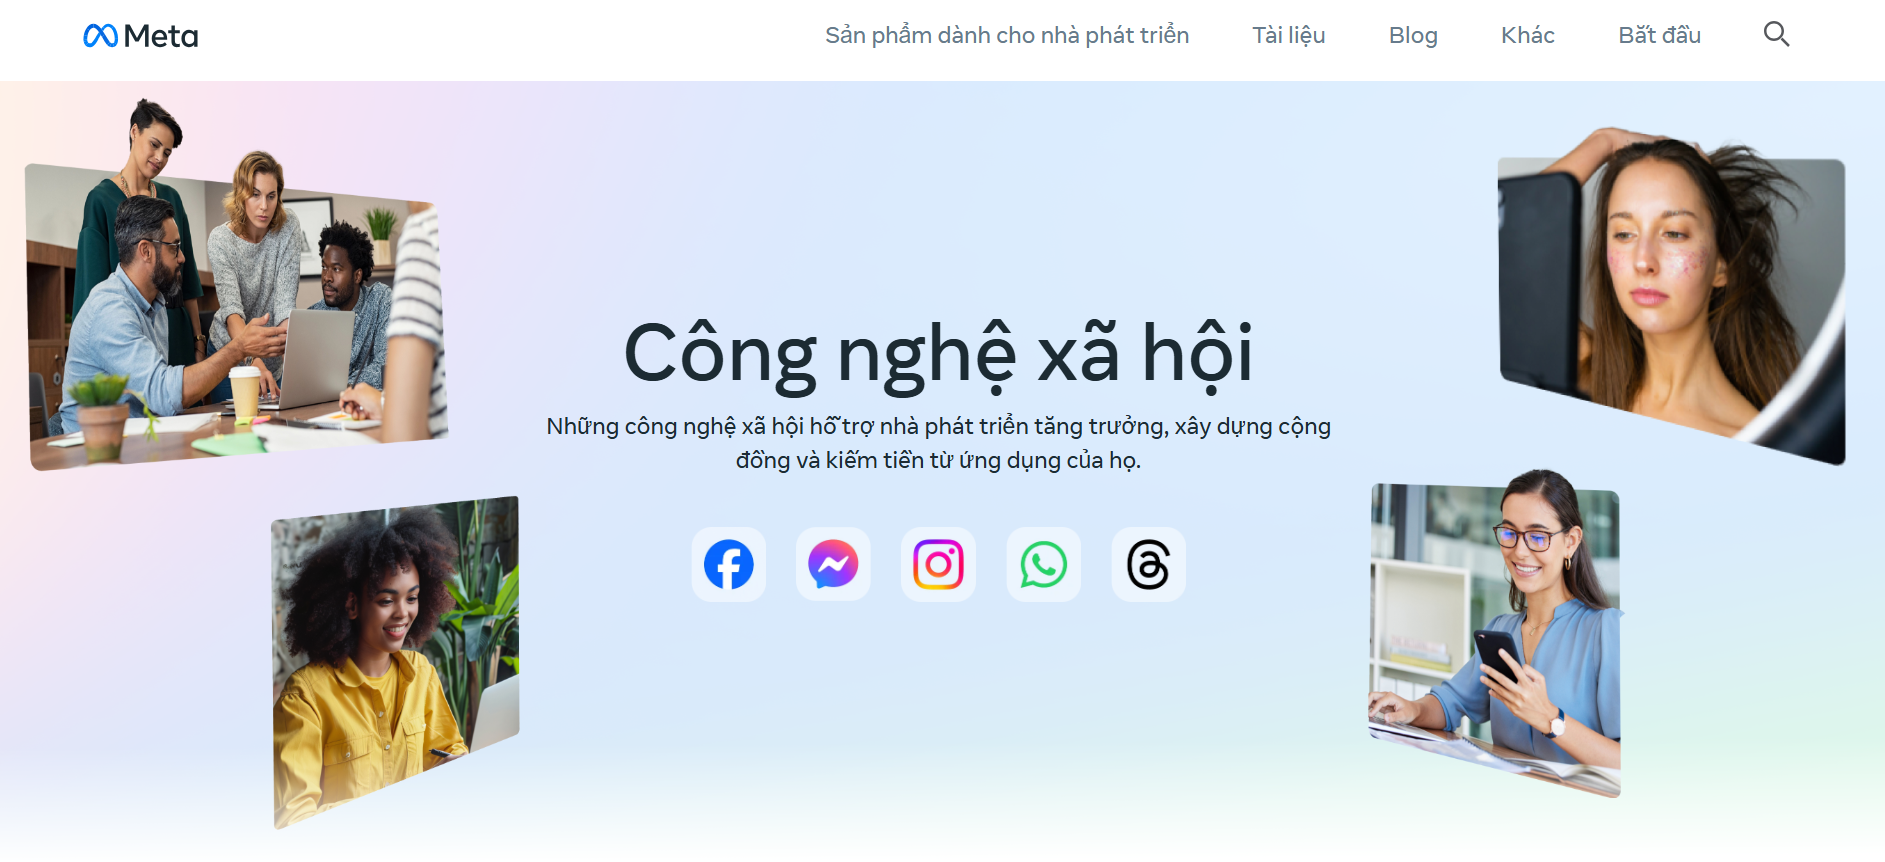 Meta
Sản phẩm dành cho nhà phát triển
Tài liệu
Blog
Khác
Bắt đầu
Công nghệ xã hội
Những công nghệ xã hội hỗ trợ nhà phát triển tăng trưởng, xây dựng cộng
đồng và kiếm tiền từ ứng dụng của họ.